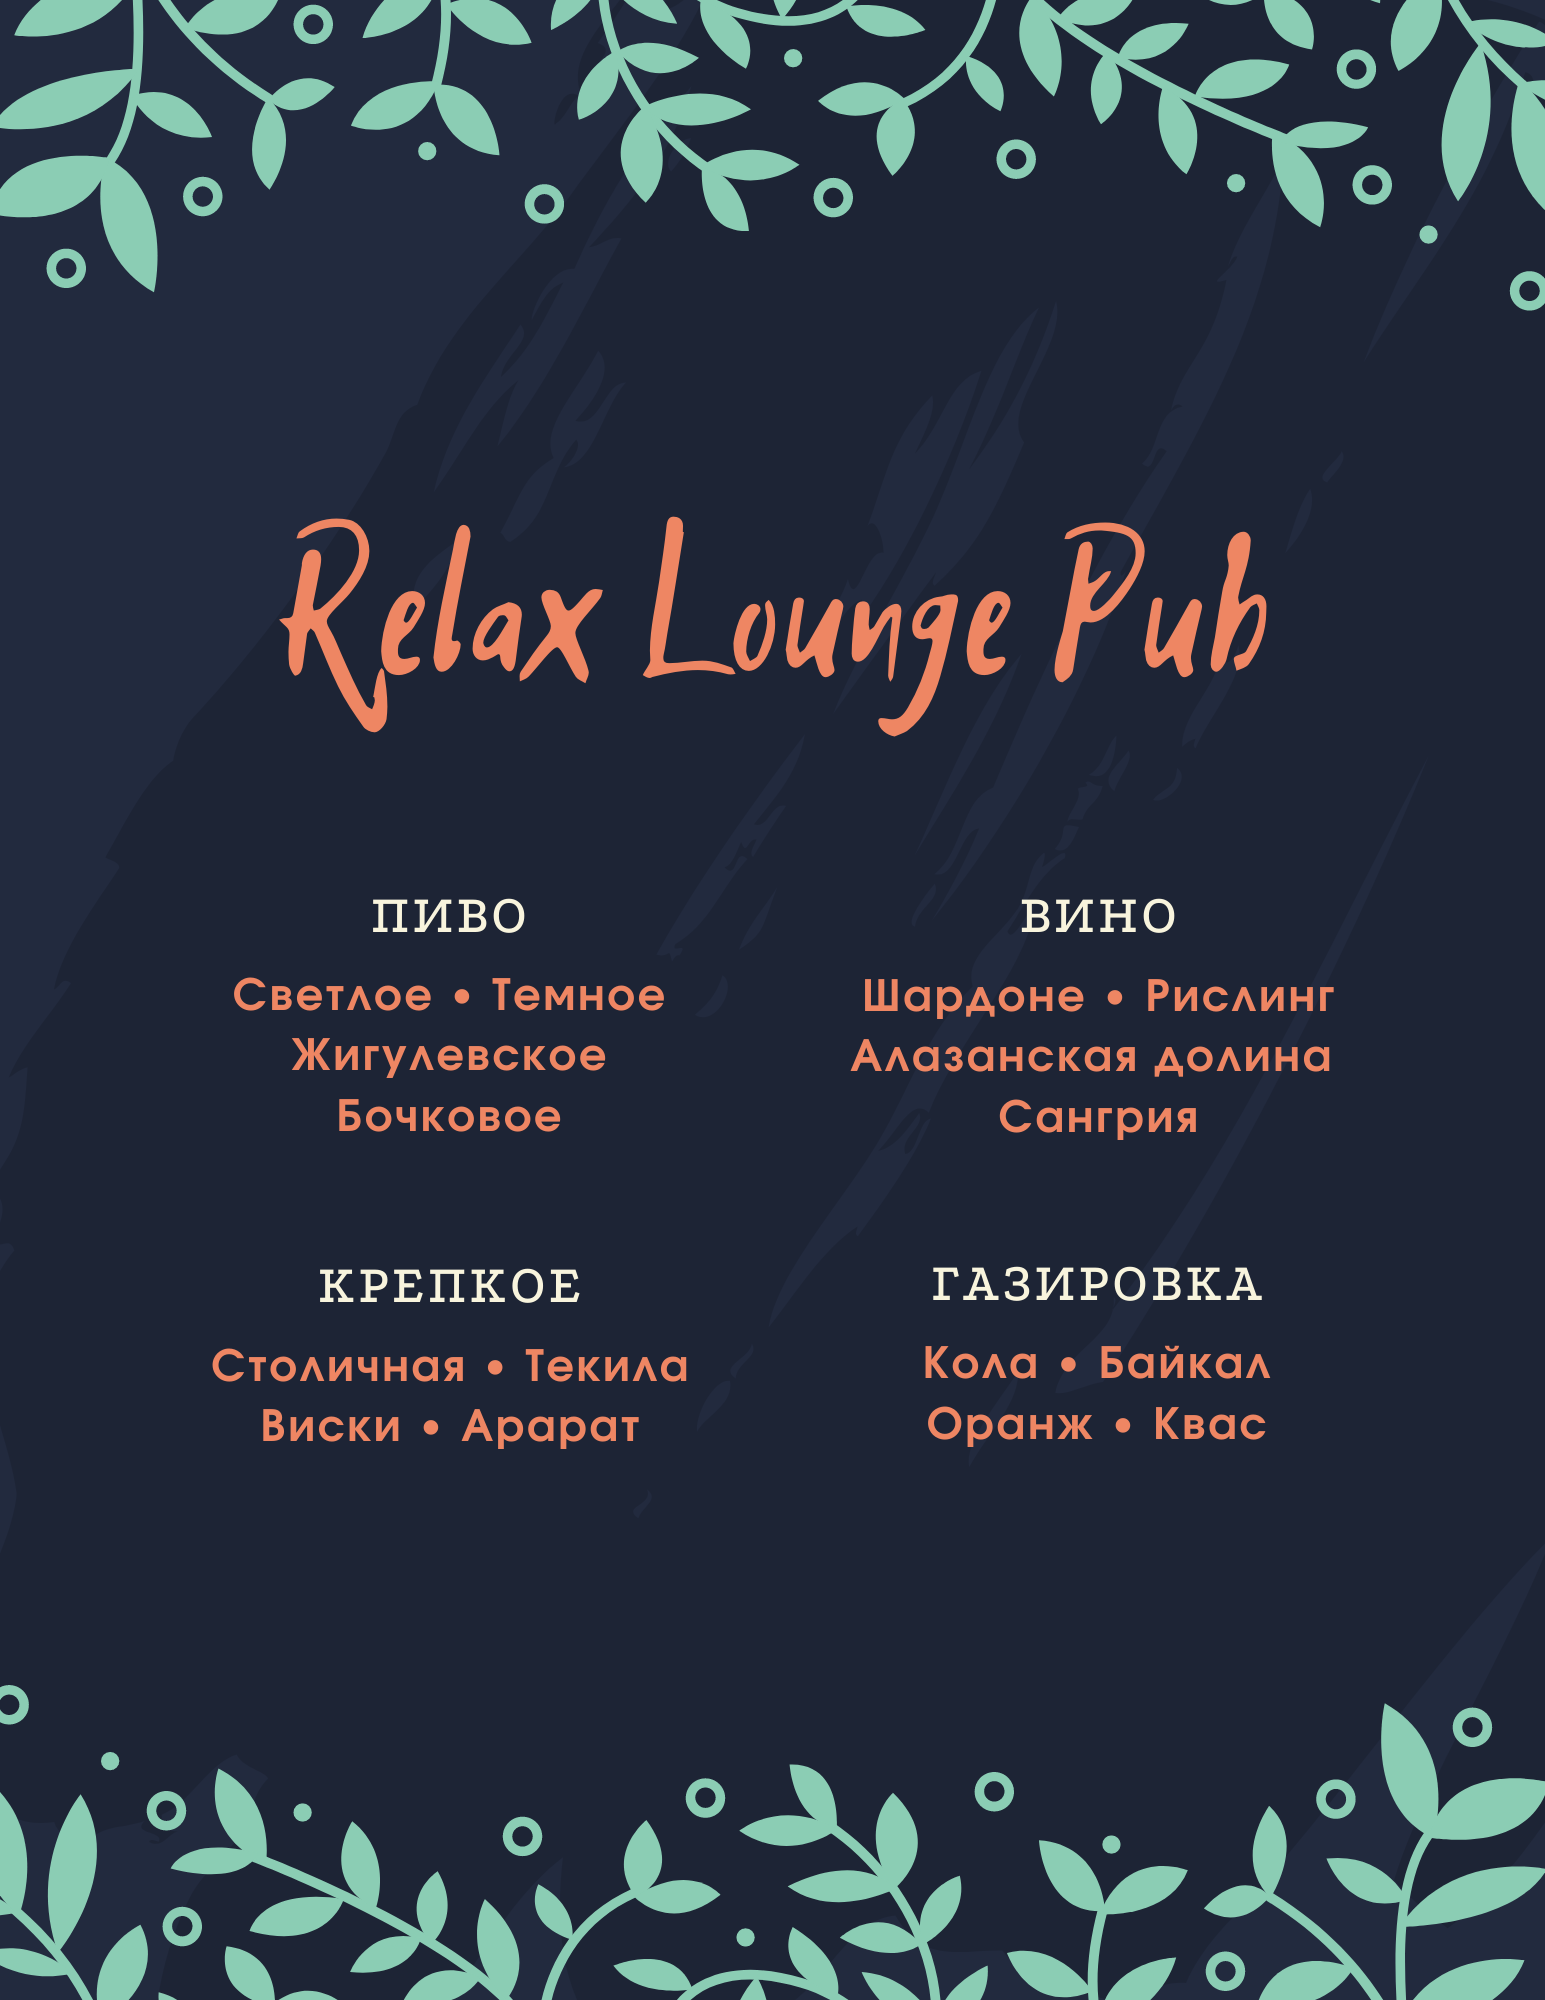 Relax Lounge Pub
ПИВО
Светлое • Темное
Жигулевское
Бочковое
ВИНО
Шардоне • Рислинг
Алазанская долина
Сангрия
КРЕПКОЕ
Столичная • Текила
Виски • Арарат
ГАЗИРОВКА
Кола • Байкал
Оранж • Квас